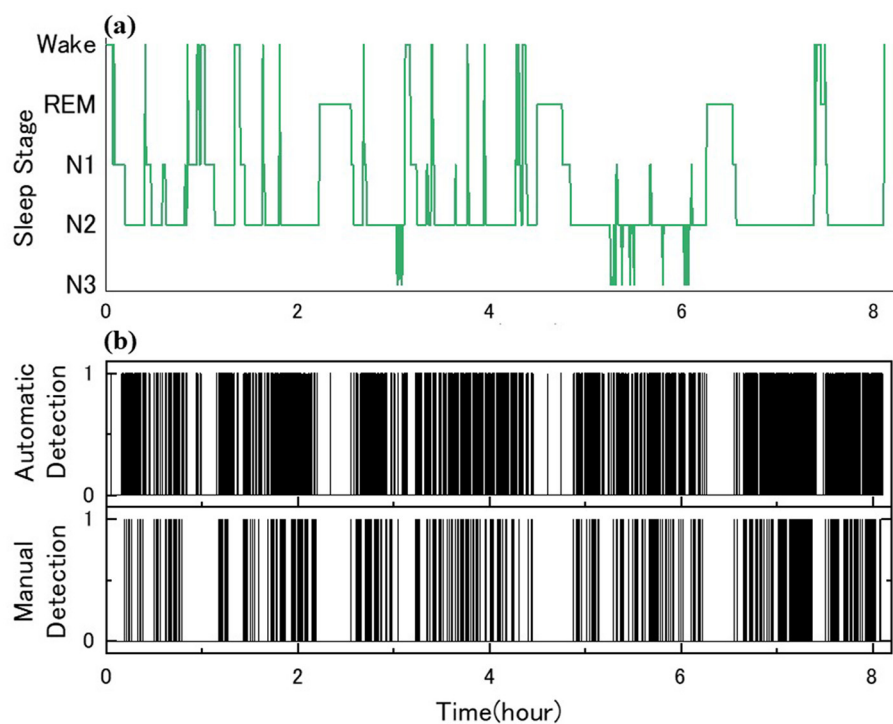 (a)
Wake
REM
N1
N2
N3
Sleep Stage
0 2 4 6 8
(b)
1
0
Automatic
Detection
1
0
Manual
Detection
0 2 4 6 8
Time(hour)